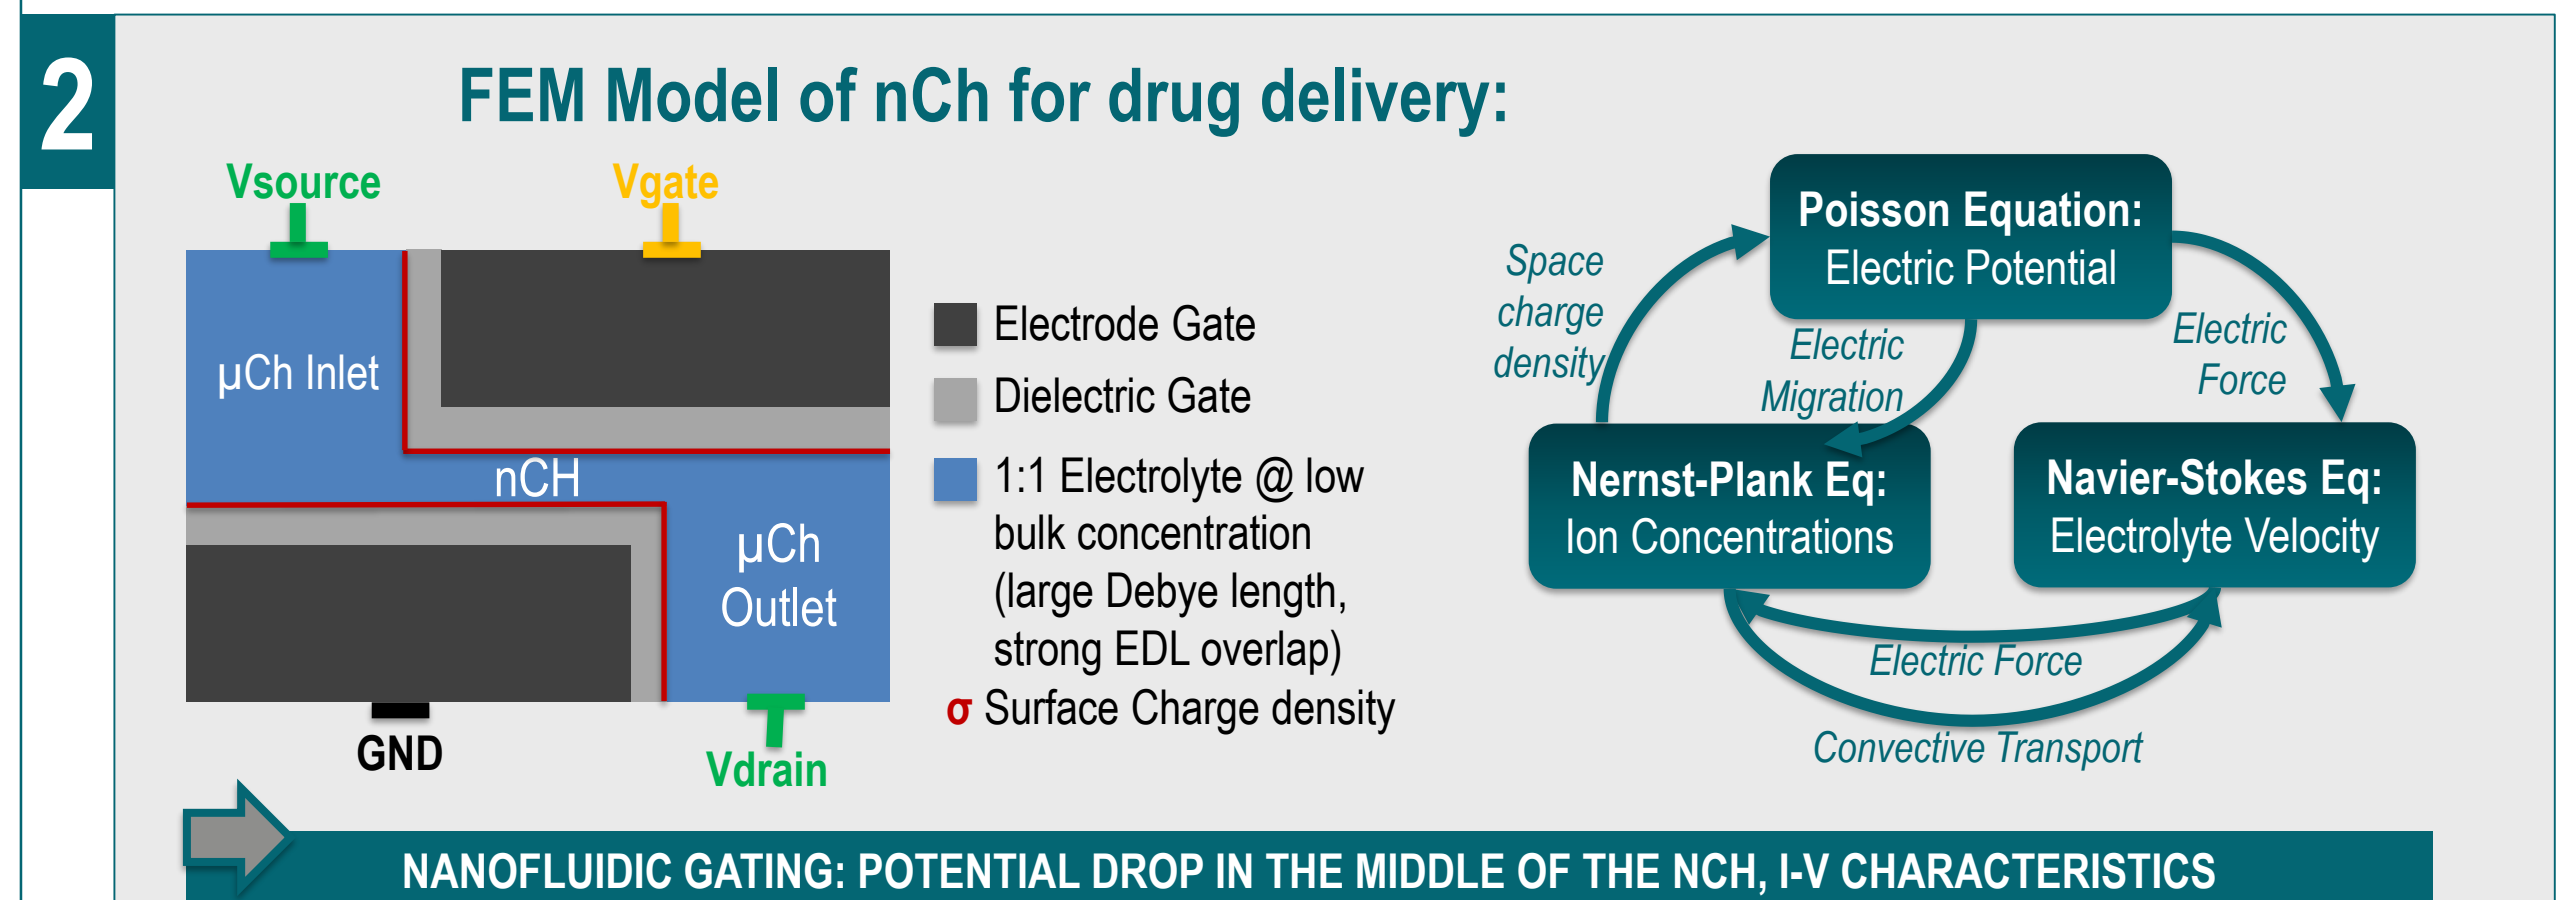 2
FEM Model of nCh for drug delivery:
Vsource
Vgate
µCh Inlet
nCH
µCh
Outlet
GND
Vdrain
Electrode Gate
Dielectric Gate
1:1 Electrolyte @ low
bulk concentration
(large Debye length,
strong EDL overlap)
σ Surface Charge density
Poisson Equation:
Electric Potential
Space
charge
density
Electric
Migration
Electric
Force
Nernst-Plank Eq:
Ion Concentrations
Navier-Stokes Eq:
Electrolyte Velocity
Electric Force
Convective Transport
NANOFLUIDIC GATING: POTENTIAL DROP IN THE MIDDLE OF THE NCH, I-V CHARACTERISTICS